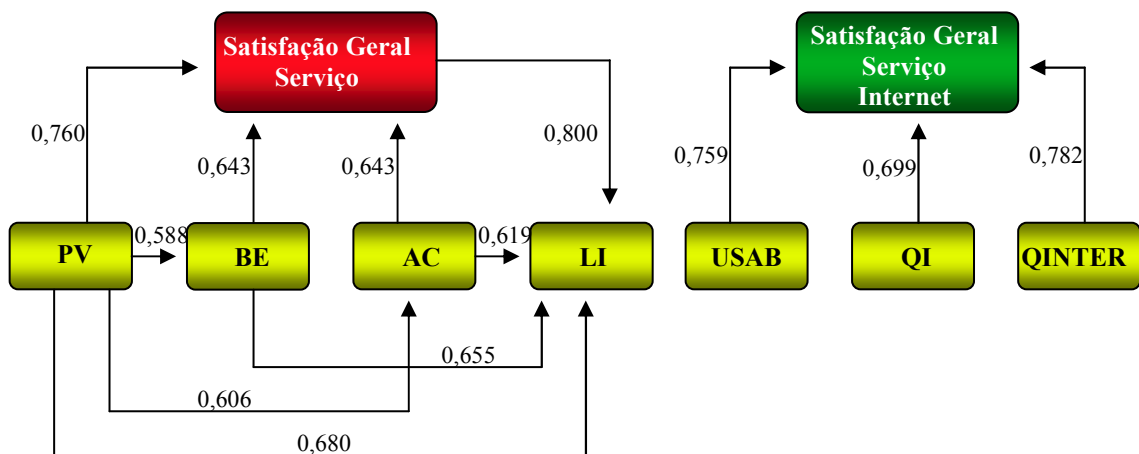 Satisfação Geral
Serviço
Satisfação Geral
Serviço
Internet
0,760
0,643
0,643
0,800
0,759
0,699
0,782
PV
0,588
BE
AC
0,619
LI
USAB
QI
QINTER
0,655
0,606
0,680